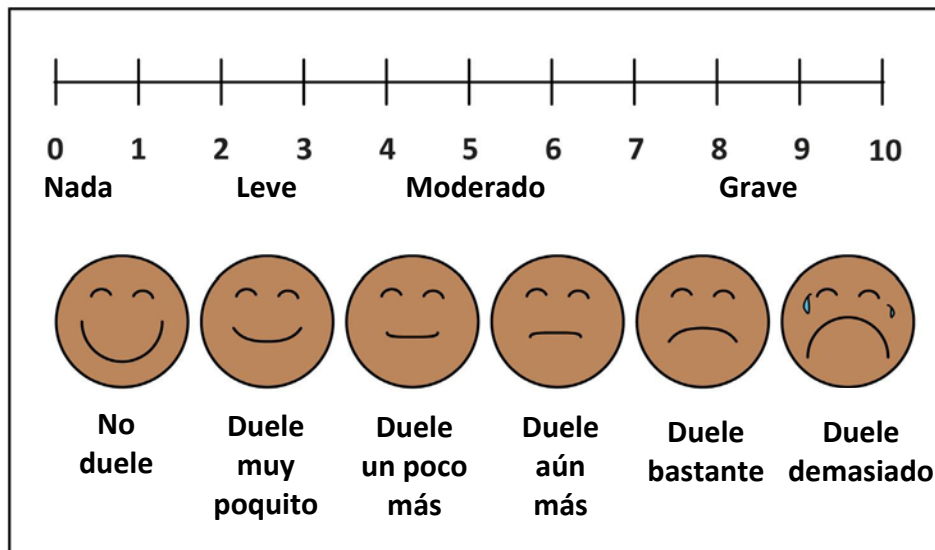 0 1 2 3 4 5 6 7 8 9 10
Nada Leve Moderado Grave
No
duele
Duele
muy
poquito
Duele
un poco
más
Duele
aún
más
Duele
bastante
Duele
demasiado